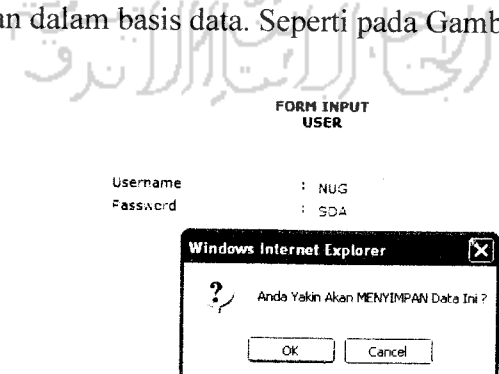 an dalam basis data. Seperti pada Gamb
FORM INPUT
USER
Username : NUG
Password : SDA
Windows Internet Explorer
Anda Yakin Akan MENYIMPAN Data Ini ?
OK Cancel